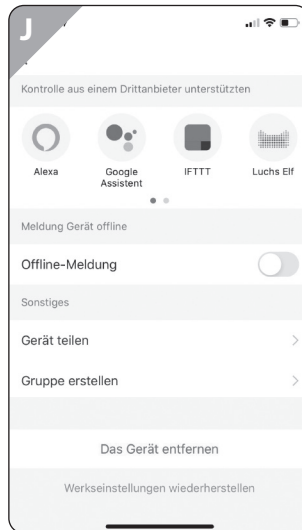 J
Kontrolle aus einem Drittanbieter unterstützten
Alexa
Google
Assistent
IFTTT
Luchs Elf
Meldung Gerät offline
Offline-Meldung
Sonstiges
Gerät teilen
Gruppe erstellen
Das Gerät entfernen
Werkseinstellungen wiederherstellen